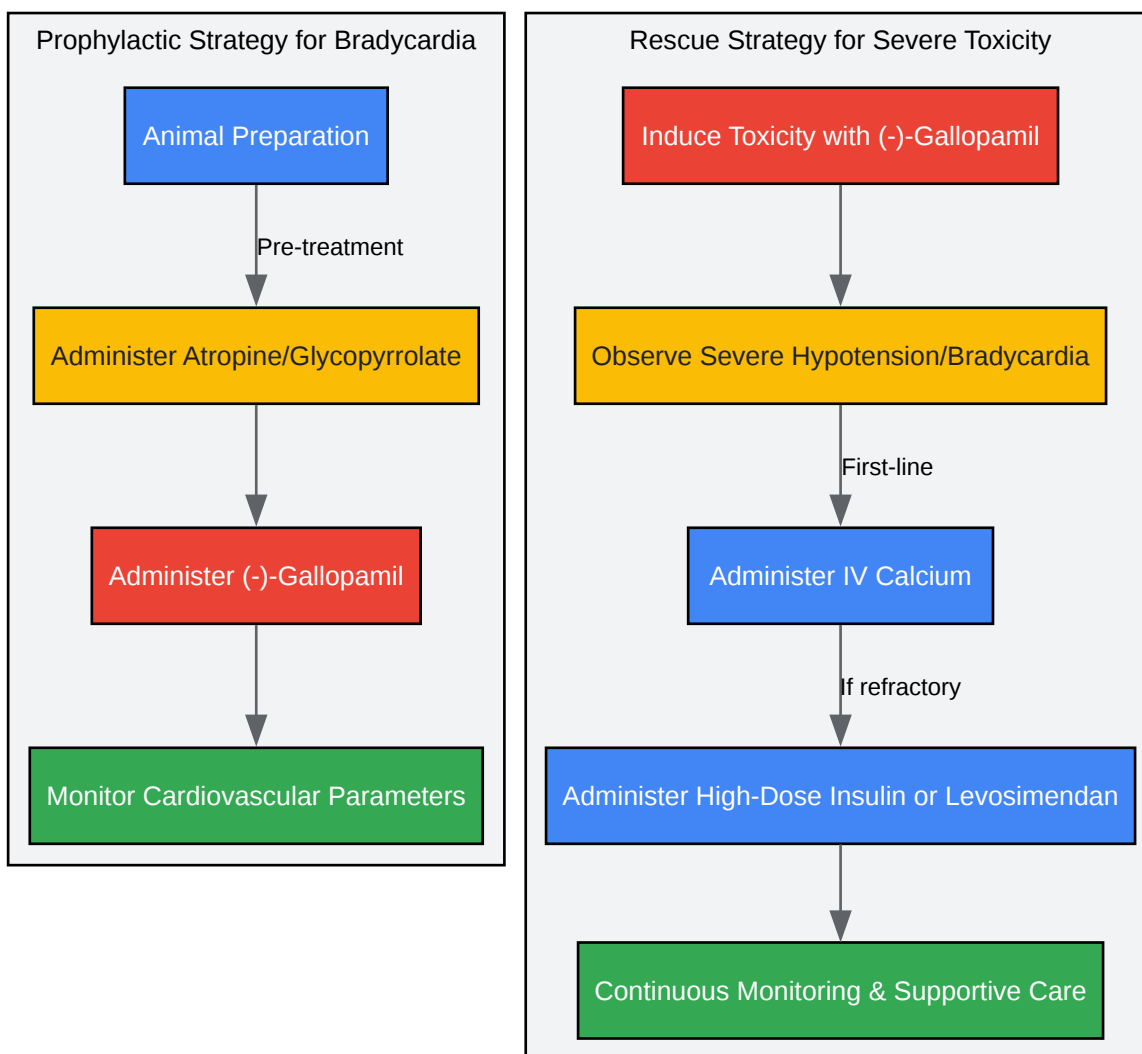 Prophylactic Strategy for Bradycardia
Animal Preparation
Pre-treatment
Administer Atropine/Glycopyrrolate
Administer (-)-Gallopamil
Monitor Cardiovascular Parameters
Rescue Strategy for Severe Toxicity
Induce Toxicity with (-)-Gallopamil
Observe Severe Hypotension/Bradycardia
First-line
Administer IV Calcium
If refractory
Administer High-Dose Insulin or Levosimendan
Continuous Monitoring & Supportive Care